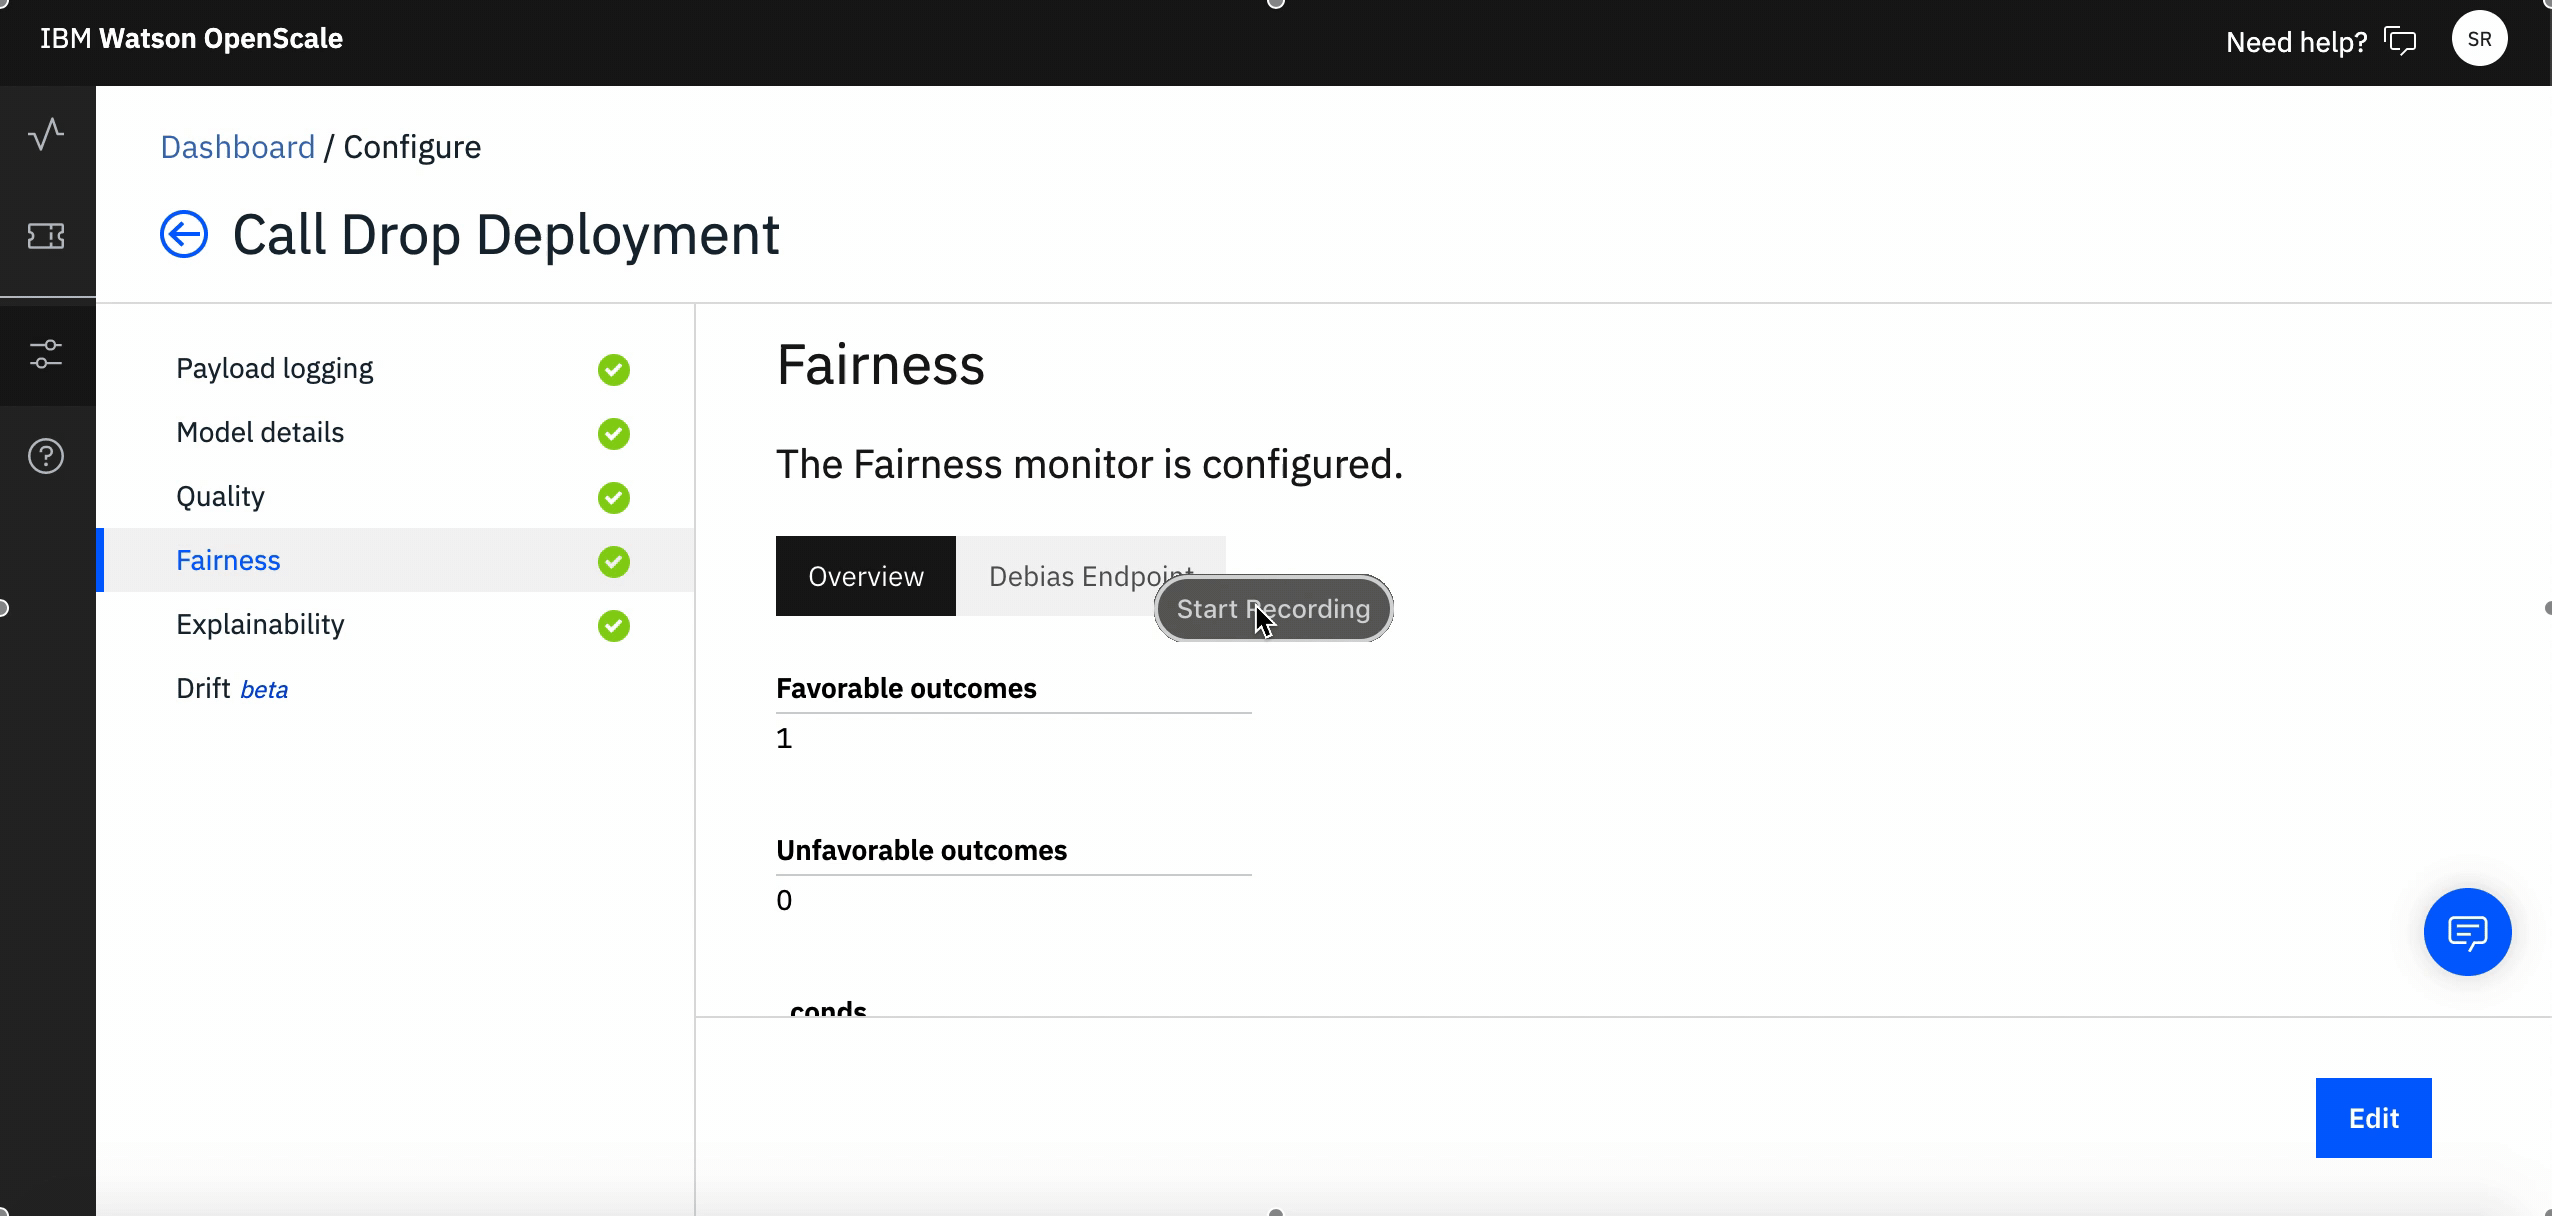 IBM Watson OpenScale
Need help?
SR
Dashboard / Configure
Call Drop Deployment
Payload logging
Model details
Quality
Fairness
Explainability
Drift beta
Fairness
The Fairness monitor is configured.
Overview
Debias Endpoint
Start Recording
Favorable outcomes
1
Unfavorable outcomes
0
conds
Edit